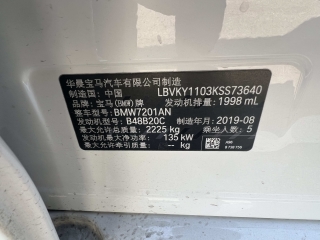 华晨宝马汽车有限公司制造
制造国：中国 LBVKY1103KSS73640
品牌：宝马(BMW)牌 发动机排量：1998 mL
整车型号：BMW7201AN
发动机型号：B48B20C 制造年月：2019-08
最大允许总质量：2225 kg 乘坐人数：5
发动机最大净功率：135 kW
最大允许牵引质量：-- kg